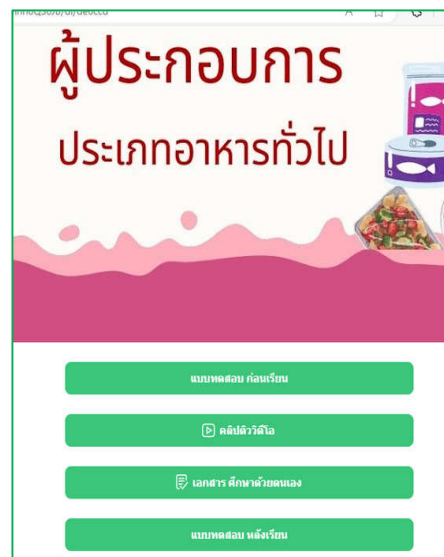 ผู้ประกอบการ
ประเภทอาหารทั่วไป
แบบทดสอบ ก่อนเรียน
คลิปติววิดีโอ
เอกสาร ศึกษาด้วยตนเอง
แบบทดสอบ หลังเรียน